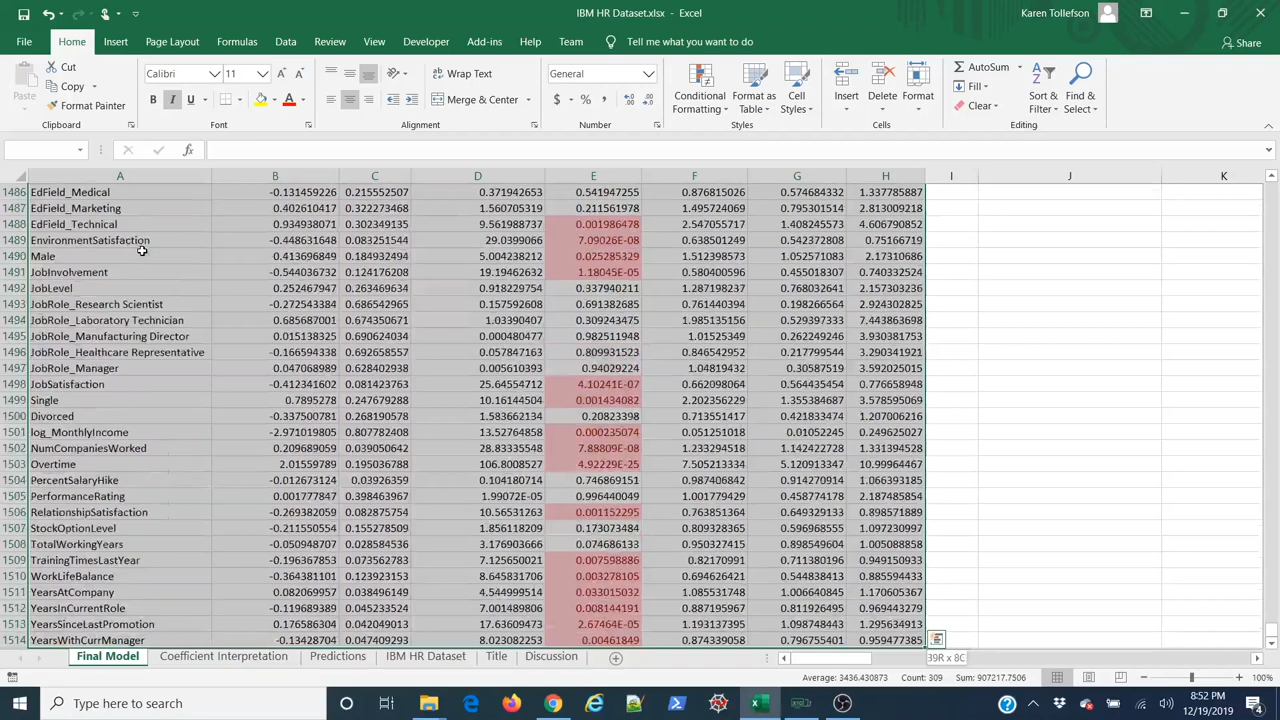 IBM HR Dataset.xlsx - Excel
Karen Tollefson
File Home Insert Page Layout Formulas Data Review View Developer Add-ins Help Team Tell me what you want to do Share
Cut Calibri 11 Wrap Text General AutoSum
Copy Paste Conditional Format as Cell Insert Delete Format Fill Sort & Find &
Format Painter B I U A Merge & Center $ % , Formatting Table Styles Clear Filter Select
Clipboard Font Alignment Number Styles Cells Editing
fx
A B C D E F G H I J K
1486 EdField_Medical -0.131459226 0.215552507 0.371942653 0.541947255 0.876815026 0.574684332 1.337785887
1487 EdField_Marketing 0.402610417 0.322273468 1.560705319 0.211561978 1.495724069 0.795301514 2.813009218
1488 EdField_Technical 0.934938071 0.302349135 9.561988737 0.001986478 2.547055717 1.408237349 4.606790852
1489 EnvironmentSatisfaction -0.448631648 0.083251544 29.0399066 7.09026E-08 0.638501249 0.542372808 0.75166719
1490 Male 0.413696849 0.184932494 5.004238212 0.025285329 1.512398573 1.052571083 2.17310686
1491 JobInvolvement -0.544036732 0.124176208 19.19462632 1.18045E-05 0.580400596 0.455018307 0.740332524
1492 JobLevel 0.252467947 0.263469634 0.918229754 0.337940211 1.287198237 0.768032641 2.157303236
1493 JobRole_Research Scientist -0.272543384 0.686542965 0.157592608 0.691382685 0.761440394 0.198266564 2.924302825
1494 JobRole_Laboratory Technician 0.685687001 0.674350671 1.03390407 0.309243475 1.985135156 0.529397333 7.443863698
1495 JobRole_Manufacturing Director 0.015138325 0.690624034 0.000480477 0.982511948 1.01525349 0.262249246 3.930381753
1496 JobRole_Healthcare Representative -0.166594338 0.692658557 0.057847163 0.809931523 0.846542952 0.217799544 3.290341921
1497 JobRole_Manager 0.047068989 0.628402938 0.005610393 0.94029224 1.04819432 0.30587519 3.592025015
1498 JobSatisfaction -0.412341602 0.081423763 25.64554712 4.10241E-07 0.662098064 0.564435454 0.776658948
1499 Single 0.7895278 0.247679288 10.16144504 0.001434082 2.202356229 1.355384687 3.578595069
1500 Divorced -0.337500781 0.268190578 1.583662134 0.20823398 0.713551417 0.421833474 1.207006216
1501 log_MonthlyIncome -2.971019805 0.807782408 13.52764858 0.000235074 0.051251018 0.01052245 0.249625027
1502 NumCompaniesWorked 0.209689059 0.039050642 28.83335548 7.88809E-08 1.233294518 1.142422728 1.331394528
1503 Overtime 2.01559789 0.195036788 106.8008527 4.92229E-25 7.505213334 5.120913347 10.99964467
1504 PercentSalaryHike -0.012673124 0.03926359 0.104180714 0.746869151 0.987406842 0.914270914 1.066393185
1505 PerformanceRating 0.001777847 0.398463967 1.99072E-05 0.996440049 1.001779429 0.458774178 2.187485854
1506 RelationshipSatisfaction -0.269382059 0.082875754 10.56531263 0.001152295 0.763851364 0.649329133 0.898571889
1507 StockOptionLevel -0.211550554 0.155278509 1.856118209 0.173073484 0.809328365 0.596968555 1.097230997
1508 TotalWorkingYears -0.050948707 0.028584536 3.176903666 0.074686133 0.950327415 0.898549604 1.005088858
1509 TrainingTimesLastYear -0.196367853 0.073562783 7.125650021 0.007598886 0.82170991 0.711380196 0.949150933
1510 WorkLifeBalance -0.364381101 0.123923153 8.645831706 0.003278105 0.694626211 0.544838413 0.885594433
1511 YearsAtCompany 0.082069957 0.038496149 4.544999514 0.033015032 1.085531748 1.00664354 1.170605367
1512 YearsInCurrentRole -0.119689389 0.045233524 7.001489806 0.008144191 0.887195967 0.811926495 0.969443279
1513 YearsSinceLastPromotion 0.176586304 0.042049013 17.63609473 2.67464E-05 1.193137395 1.098748443 1.295634913
1514 YearsWithCurrManager -0.13428704 0.047409293 8.023082253 0.00461849 0.874339058 0.796755401 0.959477385
Final Model Coefficient Interpretation Predictions IBM HR Dataset Title Discussion 39R x 8C
Average: 3436.430873 Count: 309 Sum: 907217.7506 100%
Type here to search 8:52 PM
12/19/2019